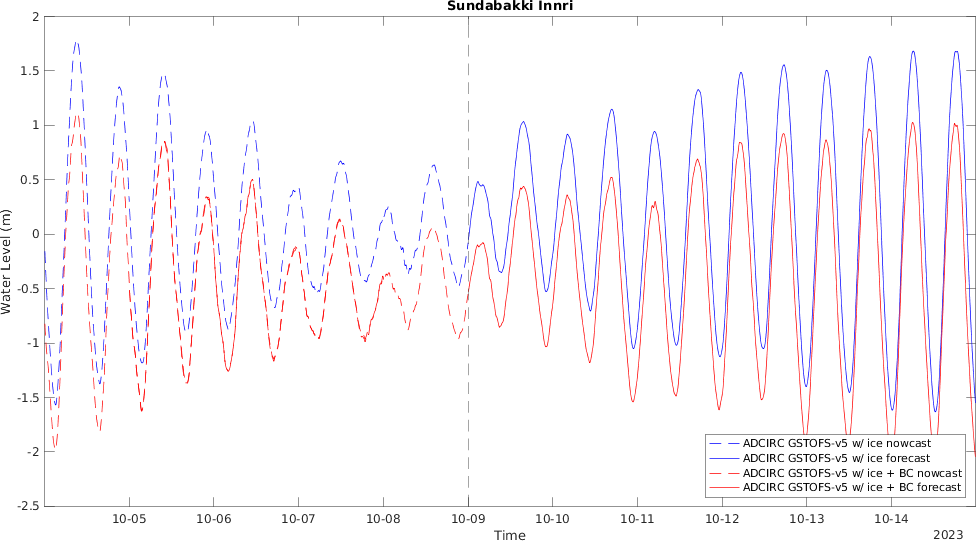 Sundabakki Innri
2
1.5
1
0.5
0
-0.5
-1
-1.5
-2
-2.5
Water Level (m)
10-05 10-06 10-07 10-08 10-09 10-10 10-11 10-12 10-13 10-14
Time
2023
ADCIRC GSTOFS-v5 w/ ice nowcast
ADCIRC GSTOFS-v5 w/ ice forecast
ADCIRC GSTOFS-v5 w/ ice + BC nowcast
ADCIRC GSTOFS-v5 w/ ice + BC forecast